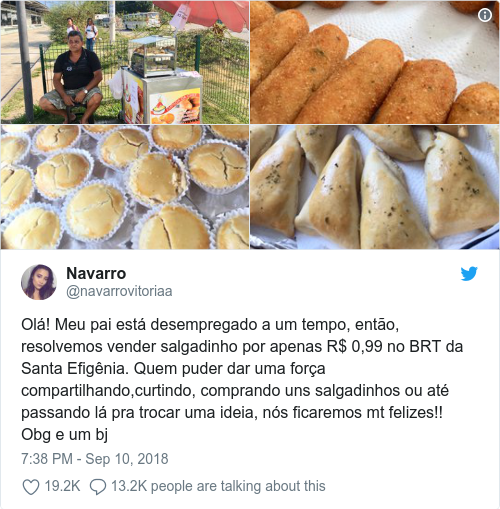 Navarro
@navarrovitoriaa
Olá! Meu pai está desempregado a um tempo, então,
resolvemos vender salgadinho por apenas R$ 0,99 no BRT da
Santa Efigênia. Quem puder dar uma força
compartilhando,curtindo, comprando uns salgadinhos ou até
passando lá pra trocar uma ideia, nós ficaremos mt felizes!!
Obg e um bj
7:38 PM - Sep 10, 2018
19.2K 13.2K people are talking about this